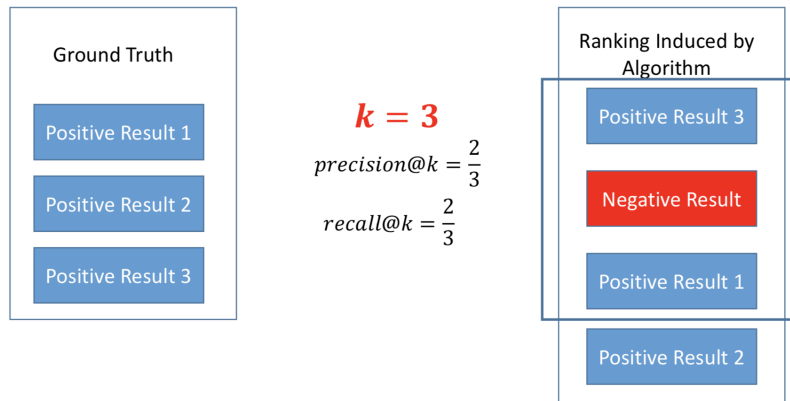 Ground Truth
Positive Result 1
Positive Result 2
Positive Result 3
k = 3
precision@k = 2/3
recall@k = 2/3
Ranking Induced by
Algorithm
Positive Result 3
Negative Result
Positive Result 1
Positive Result 2